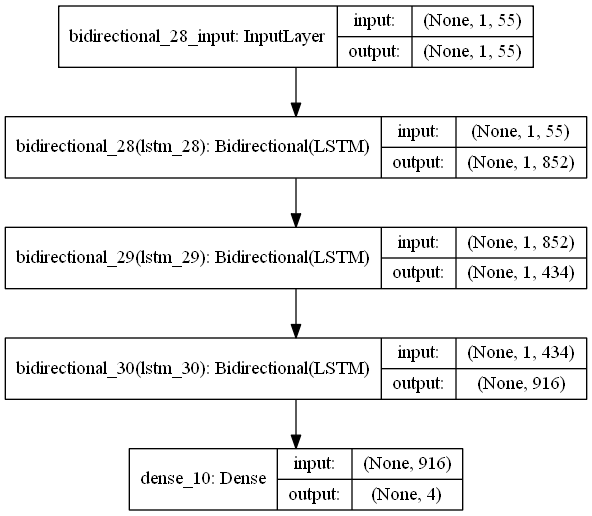 bidirectional_28_input: InputLayer
input: (None, 1, 55)
output: (None, 1, 55)
bidirectional_28(lstm_28): Bidirectional(LSTM)
input: (None, 1, 55)
output: (None, 1, 852)
bidirectional_29(lstm_29): Bidirectional(LSTM)
input: (None, 1, 852)
output: (None, 1, 434)
bidirectional_30(lstm_30): Bidirectional(LSTM)
input: (None, 1, 434)
output: (None, 916)
dense_10: Dense
input: (None, 916)
output: (None, 4)